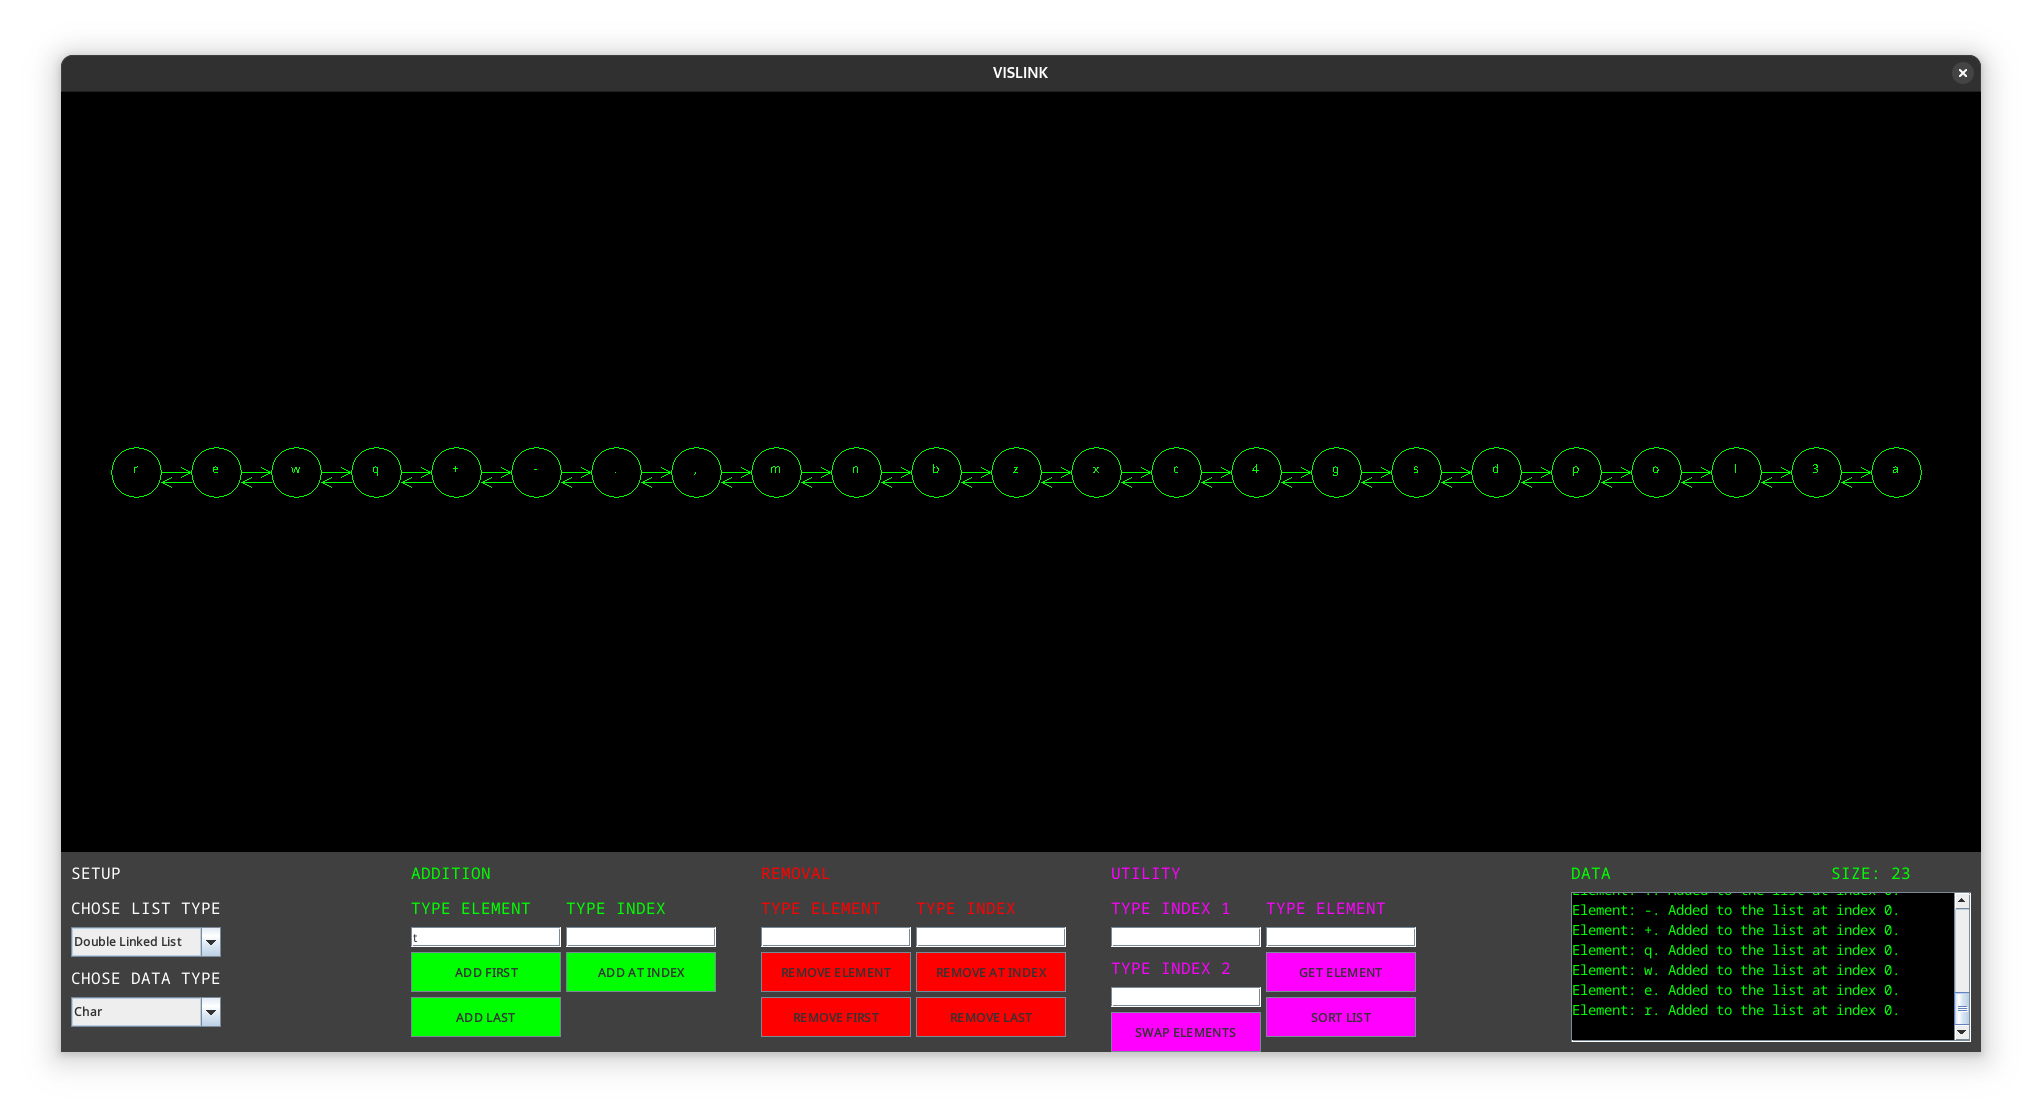 VISLINK
r e w q + - . , m n b z x c 4 g s d p o l 3 a
SETUP
CHOSE LIST TYPE
Double Linked List
CHOSE DATA TYPE
Char
ADDITION
TYPE ELEMENT TYPE INDEX
t
ADD FIRST ADD AT INDEX
ADD LAST
REMOVAL
TYPE ELEMENT TYPE INDEX
REMOVE ELEMENT REMOVE AT INDEX
REMOVE FIRST REMOVE LAST
UTILITY
TYPE INDEX 1 TYPE ELEMENT
TYPE INDEX 2 GET ELEMENT
SORT LIST
SWAP ELEMENTS
DATA SIZE: 23
Element: -. Added to the list at index 0.
Element: +. Added to the list at index 0.
Element: q. Added to the list at index 0.
Element: w. Added to the list at index 0.
Element: e. Added to the list at index 0.
Element: r. Added to the list at index 0.